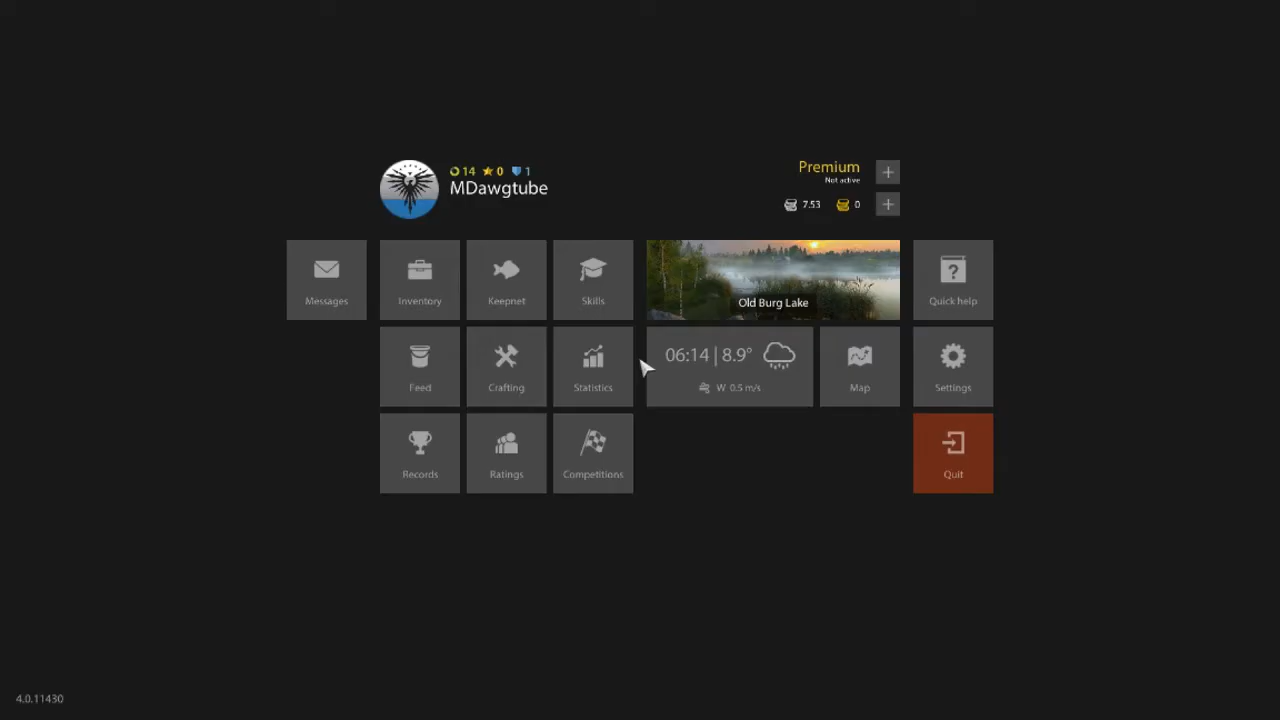 14 0 1
MDawgtube
Premium
Not active
7.53 0
Messages
Inventory
Keepnet
Skills
Old Burg Lake
Quick help
Feed
Crafting
Statistics
06:14 | 8.9°
W 0.5 m/s
Map
Settings
Records
Ratings
Competitions
Quit
4.0.11430